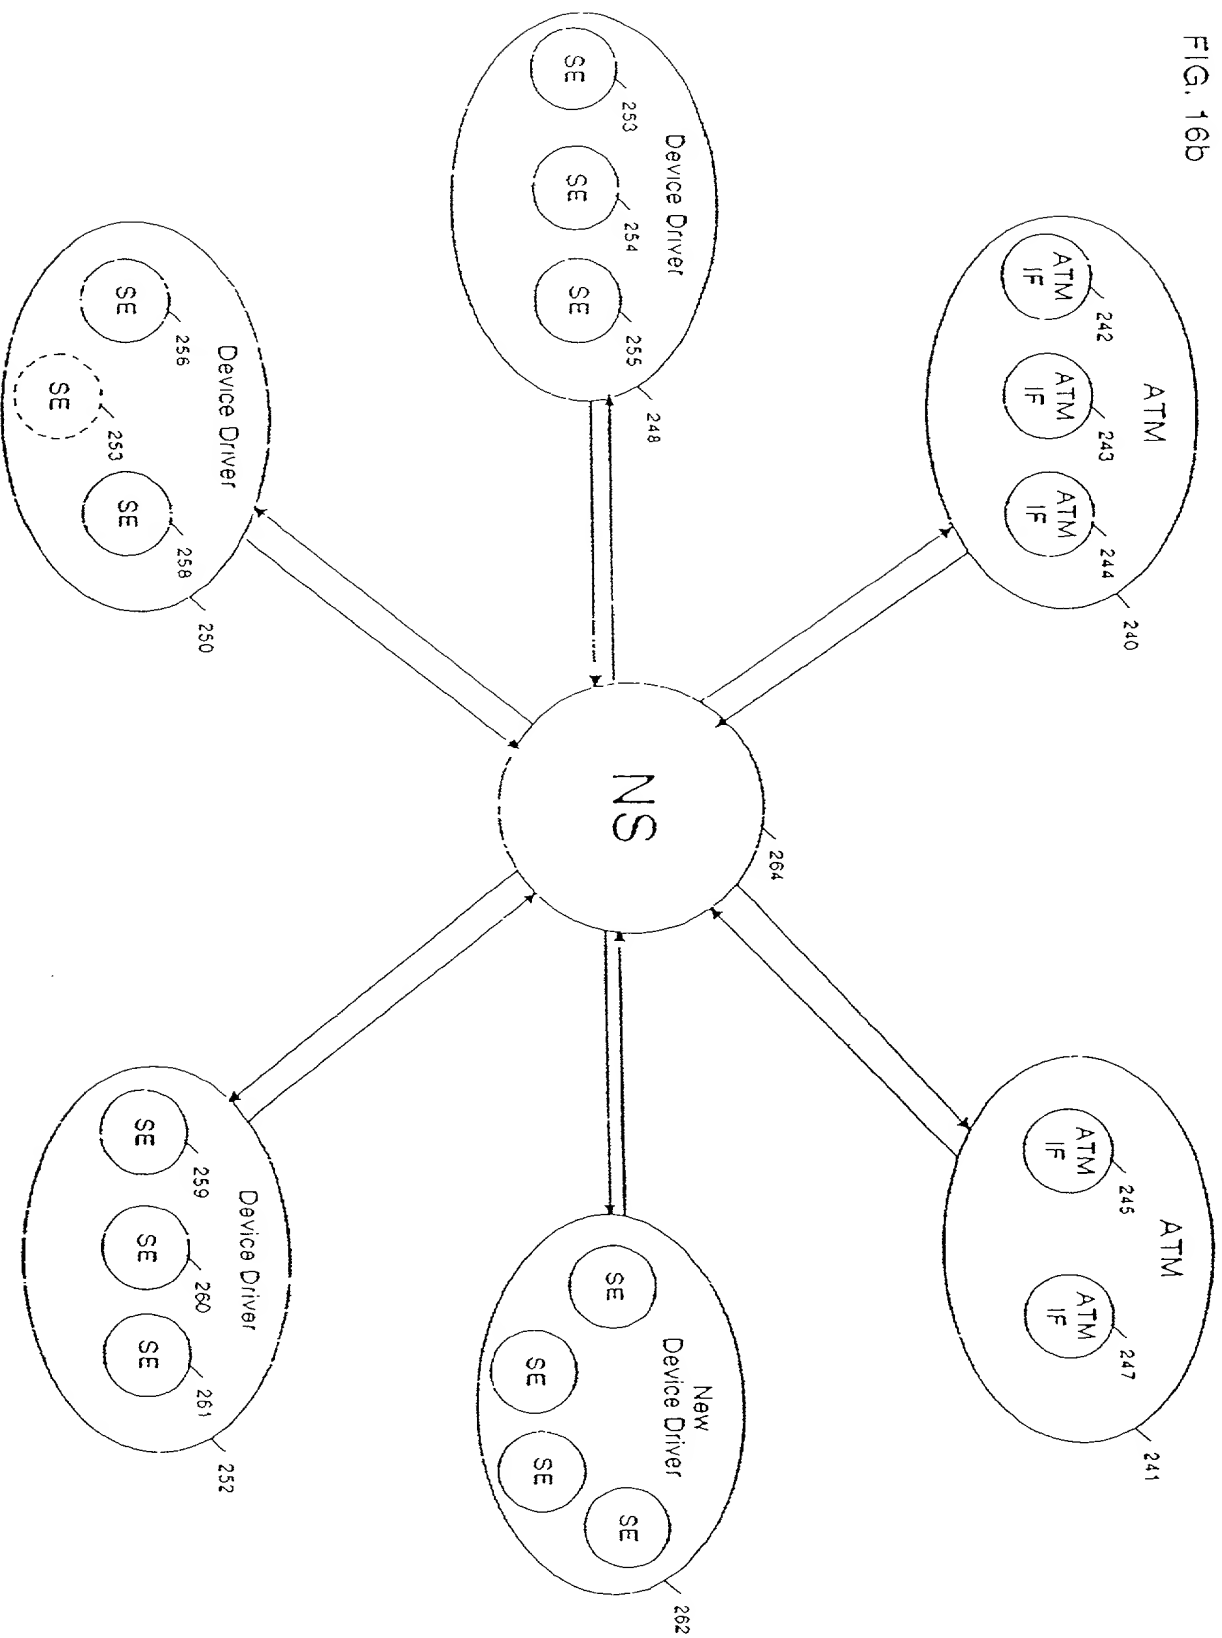 FIG. 16b
ATM
ATM
IF
242
ATM
IF
243
ATM
IF
244
240
ATM
ATM
IF
245
ATM
IF
247
241
Device Driver
SE
253
SE
254
SE
255
248
NS
264
New
Device Driver
SE
SE
SE
SE
262
Device Driver
SE
256
SE
253
SE
258
250
Device Driver
SE
259
SE
260
SE
261
252